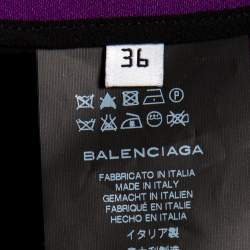 36
BALENCIAGA
FABBRICATO IN ITALIA
MADE IN ITALY
GEMACHT IN ITALIEN
FABRIQUÉ EN ITALIE
HECHO EN ITALIA
イタリア製